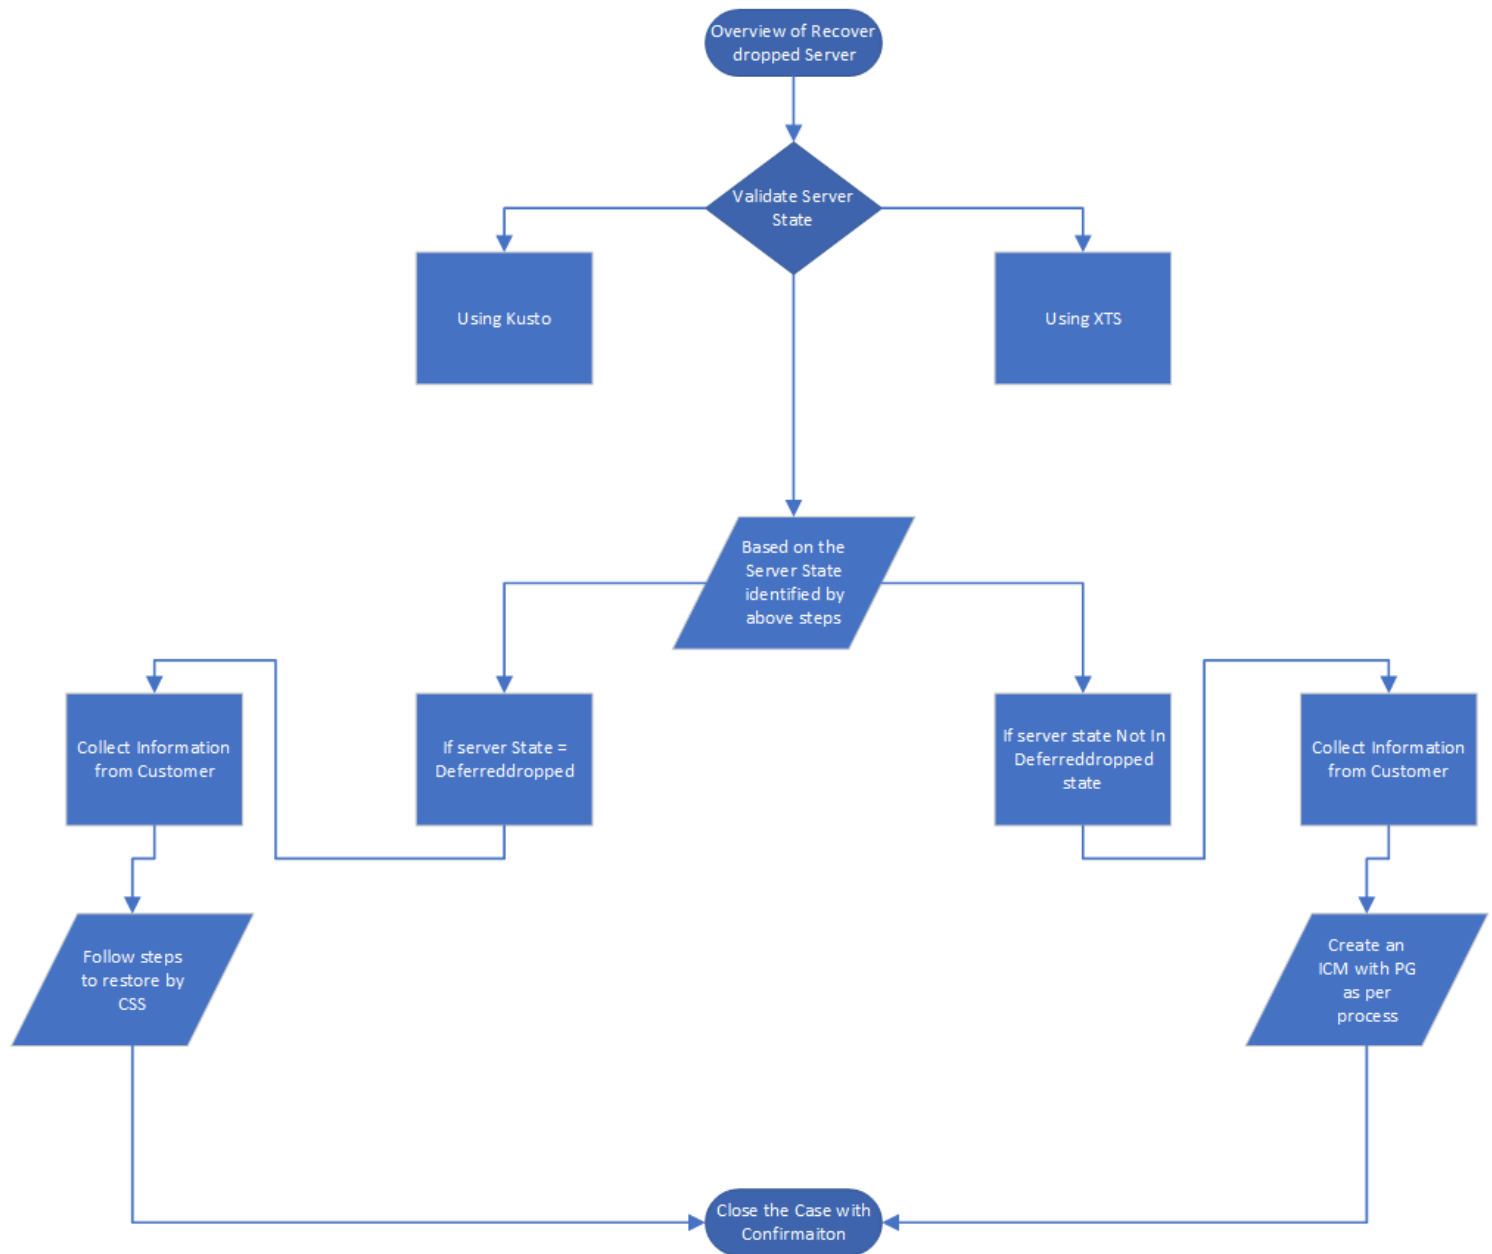 Overview of Recover
dropped Server
Validate Server
State
Using Kusto
Using XTS
Based on the
Server State
identified by
above steps
Collect Information
from Customer
If server State =
Deferreddropped
If server state Not In
Deferreddropped
state
Collect Information
from Customer
Follow steps
to restore by
CSS
Create an
ICM with PG
as per
process
Close the Case with
Confirmaiton